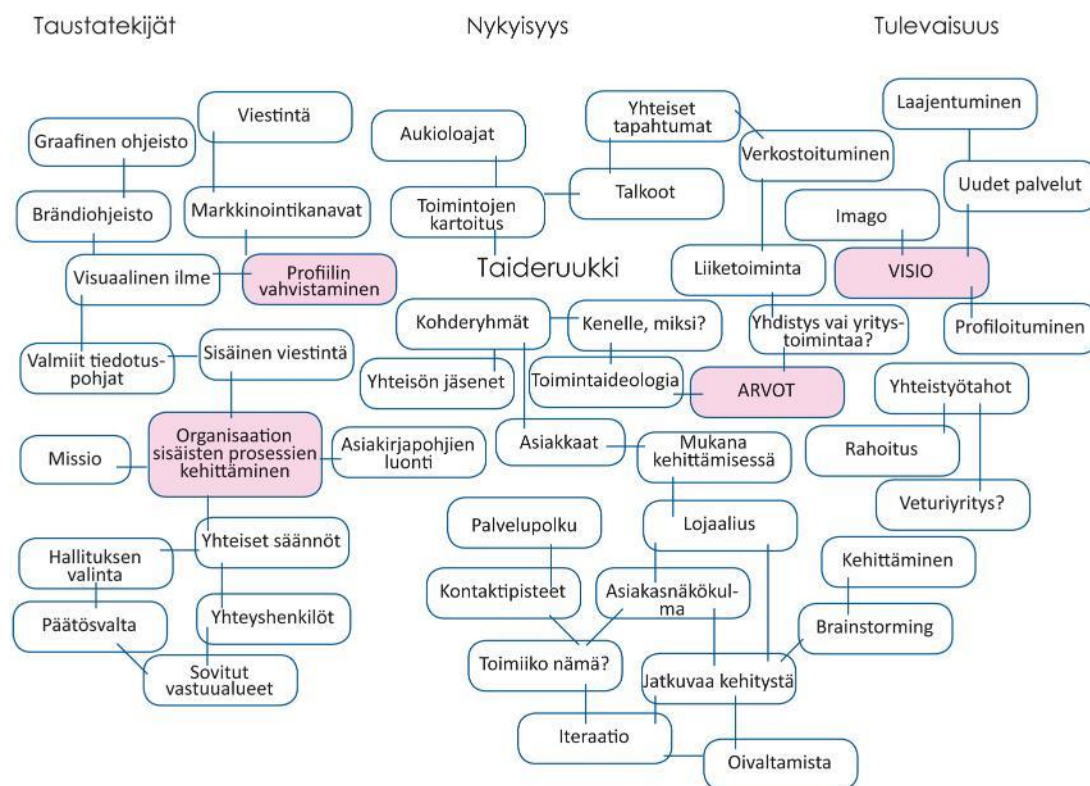 Taustatekijät
Nykyisyys
Tulevaisuus
Viestintä
Graafinen ohjeisto
Brändiohjeisto
Markkinointikanavat
Visuaalinen ilme
Profiilin
vahvistaminen
Valmiit tiedotus-
pohjat
Sisäinen viestintä
Organisaation
sisäisten prosessien
kehittäminen
Missio
Asiakirjapohjien
luonti
Yhteiset säännöt
Hallituksen
valinta
Päätösvalta
Yhteyshenkilöt
Sovitut
vastuualueet
Aukioloajat
Yhteiset
tapahtumat
Verkostoituminen
Toimintojen
kartoitus
Talkoot
Taideruukki
Liiketoiminta
Kohderyhmät
Kenelle, miksi?
Yhdistys vai yritys-
toimintaa?
Yhteisön jäsenet
Toimintaideologia
ARVOT
Asiakkaat
Mukana
kehittämisessä
Palvelupolku
Lojaalius
Kontaktipisteet
Asiakasnäkökul-
ma
Toimiiko nämä?
Jatkuvaa kehitystä
Iteraatio
Oivaltamista
Laajentuminen
Uudet palvelut
Imago
VISIO
Profiloituminen
Yhteistyötahot
Rahoitus
Veturiyritys?
Kehittäminen
Brainstorming